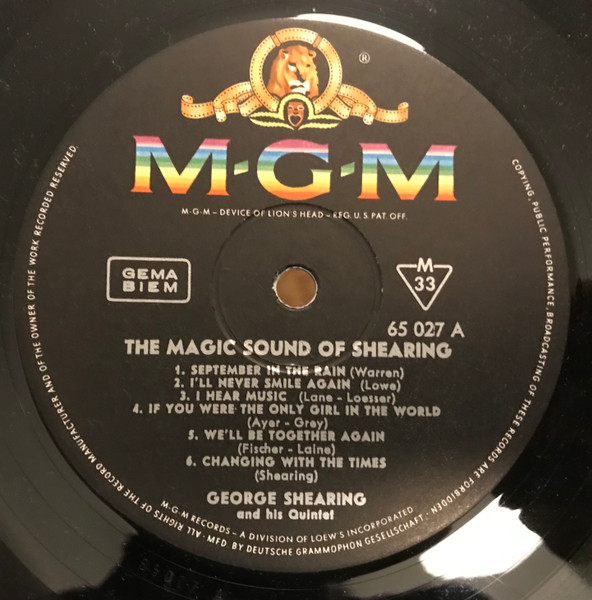 ®
M·G·M
M-G-M – DEVICE OF LION'S HEAD – REG. U.S. PAT. OFF.
GEMA
BIEM
M
33
65 027 A
THE MAGIC SOUND OF SHEARING
1. SEPTEMBER IN THE RAIN (Warren)
2. I'LL NEVER SMILE AGAIN (Lowe)
3. I HEAR MUSIC (Lane - Loesser)
4. IF YOU WERE THE ONLY GIRL IN THE WORLD
(Ayer - Grey)
5. WE'LL BE TOGETHER AGAIN
(Fischer - Laine)
6. CHANGING WITH THE TIMES
(Shearing)
GEORGE SHEARING
and his Quintet
M-G-M RECORDS – A DIVISION OF LOEW'S INCORPORATED
ALL RIGHTS OF THE RECORD MANUFACTURER AND OF THE OWNER OF THE WORK RECORDED RESERVED.
COPYING, PUBLIC PERFORMANCE, BROADCASTING OF THESE RECORDS ARE FORBIDDEN
· MFD BY DEUTSCHE GRAMMOPHON GESELLSCHAFT ·